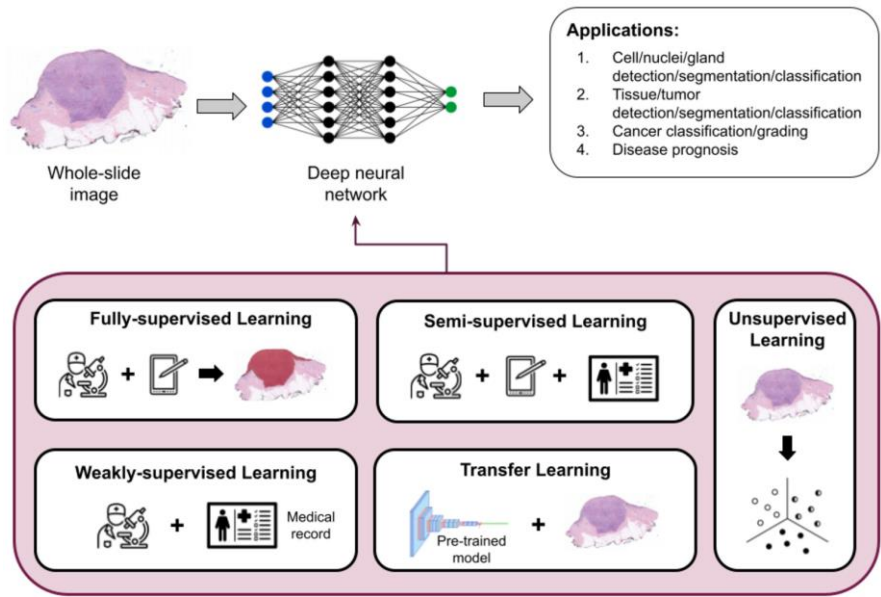 Whole-slide
image
Deep neural
network
Applications:
1. Cell/nuclei/gland
detection/segmentation/classification
2. Tissue/tumor
detection/segmentation/classification
3. Cancer classification/grading
4. Disease prognosis
Fully-supervised Learning
Semi-supervised Learning
Unsupervised
Learning
Weakly-supervised Learning
Medical
record
Transfer Learning
Pre-trained
model